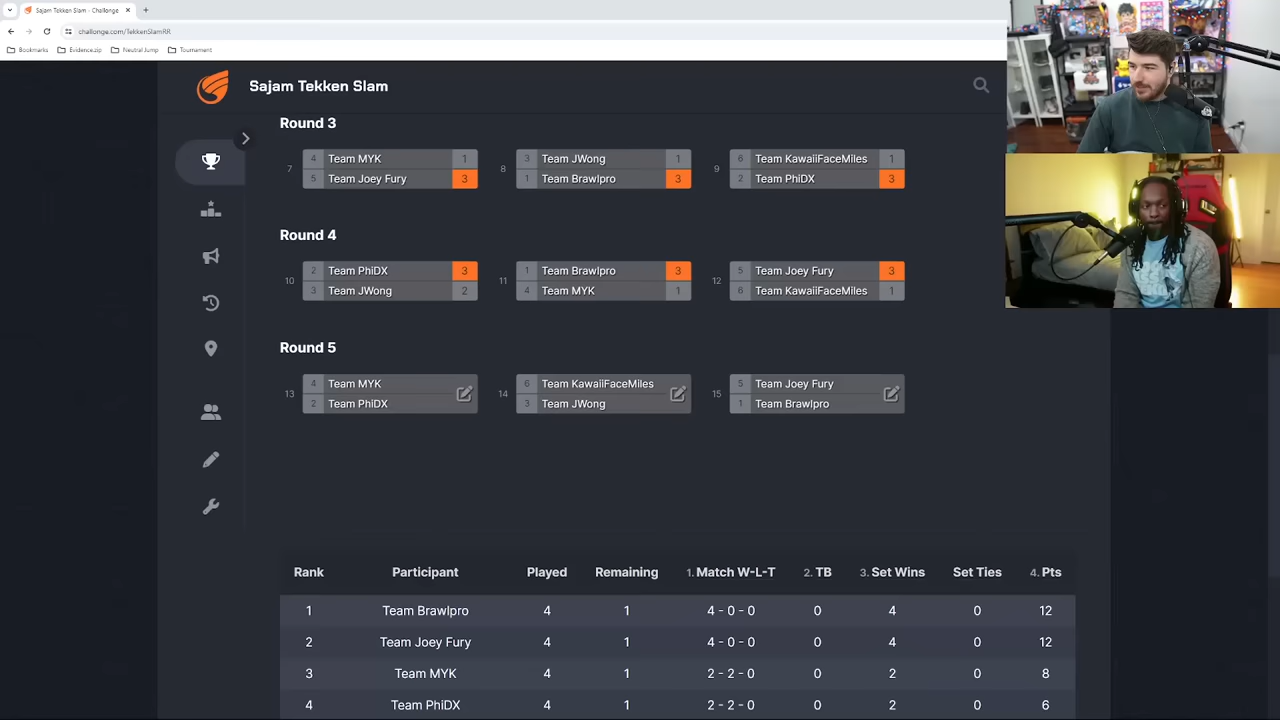 Sajam Tekken Slam - Challonge
challonge.com/TekkenSlamRR
Bookmarks Evidence.zip Neutral Jump Tournament
Sajam Tekken Slam
Round 3
7
4 Team MYK 1
5 Team Joey Fury 3
8
3 Team JWong 1
1 Team Brawlpro 3
9
6 Team KawaiiFaceMiles 1
2 Team PhiDX 3
Round 4
10
2 Team PhiDX 3
3 Team JWong 2
11
1 Team Brawlpro 3
4 Team MYK 1
12
5 Team Joey Fury 3
6 Team KawaiiFaceMiles 1
Round 5
13
4 Team MYK
2 Team PhiDX
14
6 Team KawaiiFaceMiles
3 Team JWong
15
5 Team Joey Fury
1 Team Brawlpro
Rank Participant Played Remaining 1. Match W-L-T 2. TB 3. Set Wins Set Ties 4. Pts
1 Team Brawlpro 4 1 4 - 0 - 0 0 4 0 12
2 Team Joey Fury 4 1 4 - 0 - 0 0 4 0 12
3 Team MYK 4 1 2 - 2 - 0 0 2 0 8
4 Team PhiDX 4 1 2 - 2 - 0 0 2 0 6